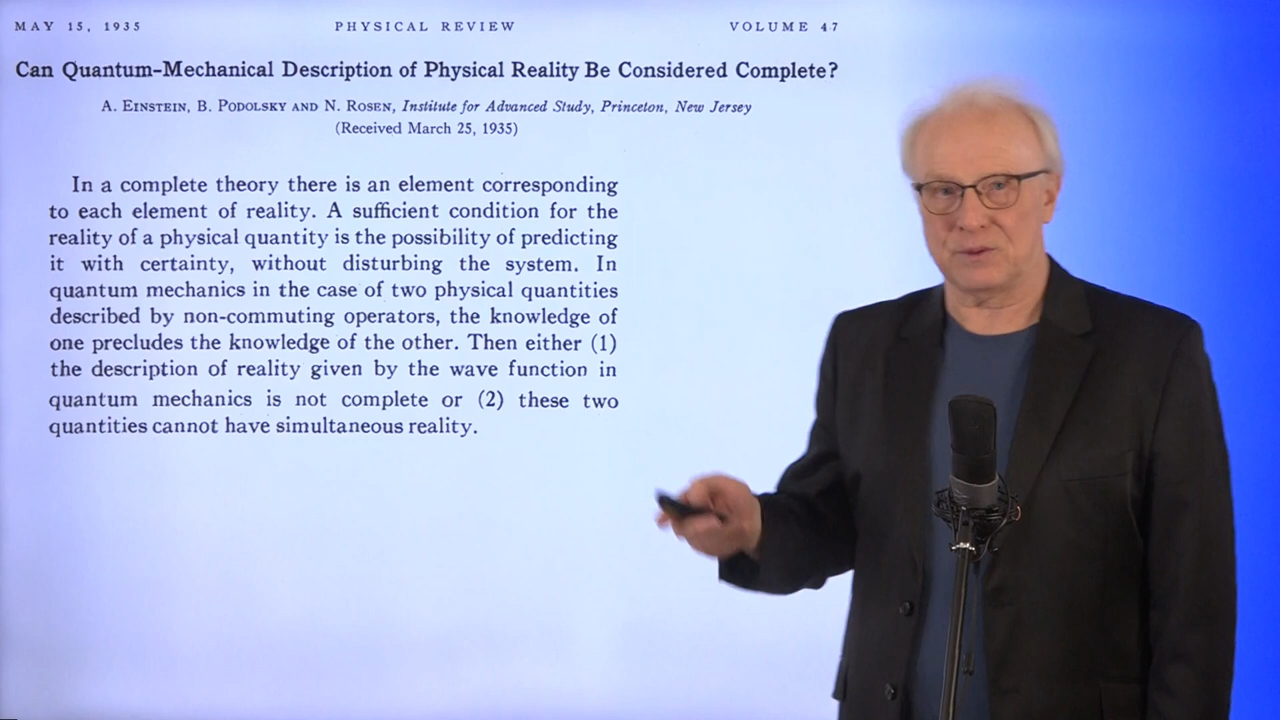 MAY 15, 1935 PHYSICAL REVIEW VOLUME 47
Can Quantum-Mechanical Description of Physical Reality Be Considered Complete?
A. EINSTEIN, B. PODOLSKY AND N. ROSEN, Institute for Advanced Study, Princeton, New Jersey
(Received March 25, 1935)
In a complete theory there is an element corresponding
to each element of reality. A sufficient condition for the
reality of a physical quantity is the possibility of predicting
it with certainty, without disturbing the system. In
quantum mechanics in the case of two physical quantities
described by non-commuting operators, the knowledge of
one precludes the knowledge of the other. Then either (1)
the description of reality given by the wave function in
quantum mechanics is not complete or (2) these two
quantities cannot have simultaneous reality.